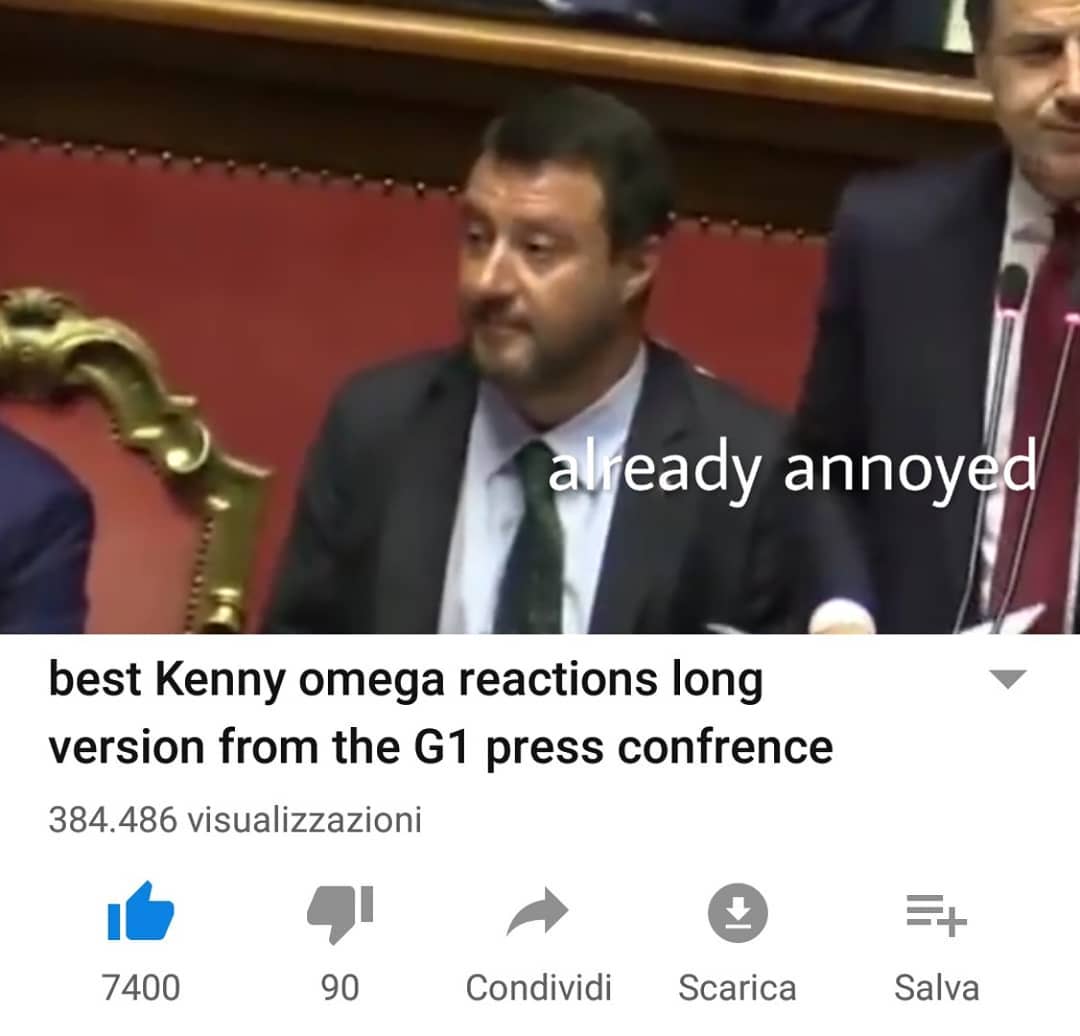 already annoyed
best Kenny omega reactions long
version from the G1 press confrence
384.486 visualizzazioni
7400 90 Condividi Scarica Salva